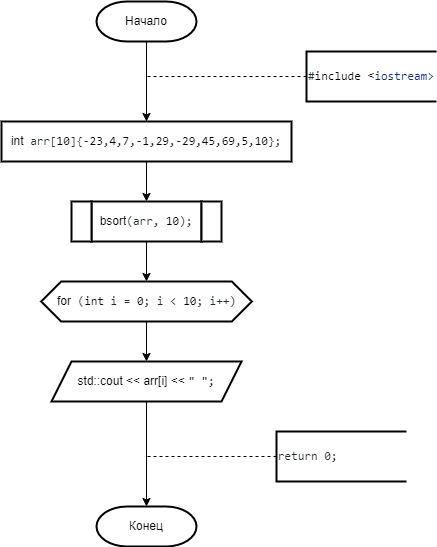 Начало
#include <iostream>
int arr[10]{-23,4,7,-1,29,-29,45,69,5,10};
bsort(arr, 10);
for (int i = 0; i < 10; i++)
std::cout << arr[i] << " ";
return 0;
Конец